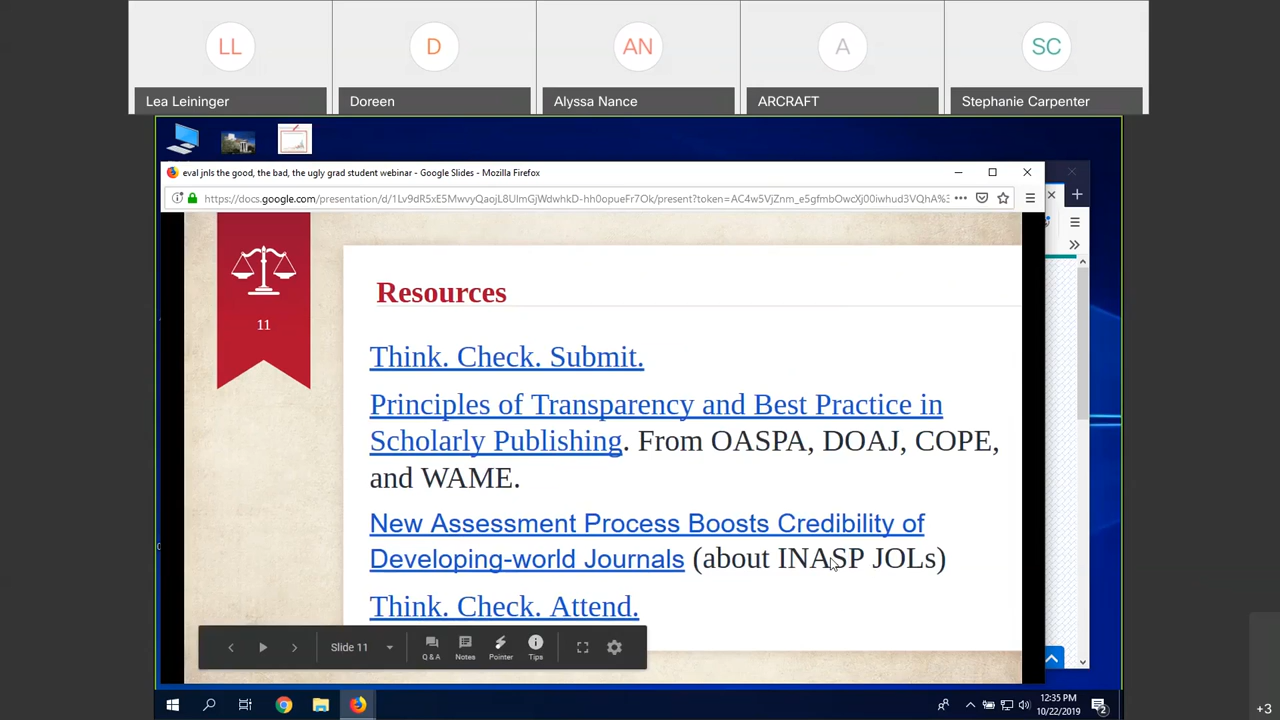 LL
D
AN
A
SC
Lea Leininger
Doreen
Alyssa Nance
ARCRAFT
Stephanie Carpenter
eval jnls the good, the bad, the ugly grad student webinar - Google Slides - Mozilla Firefox
11
Resources
Think. Check. Submit.
Principles of Transparency and Best Practice in
Scholarly Publishing. From OASPA, DOAJ, COPE,
and WAME.
New Assessment Process Boosts Credibility of
Developing-world Journals (about INASP JOLs)
Think. Check. Attend.
Slide 11
Q & A
Notes
Pointer
Tips
12:35 PM
10/22/2019
2
+3